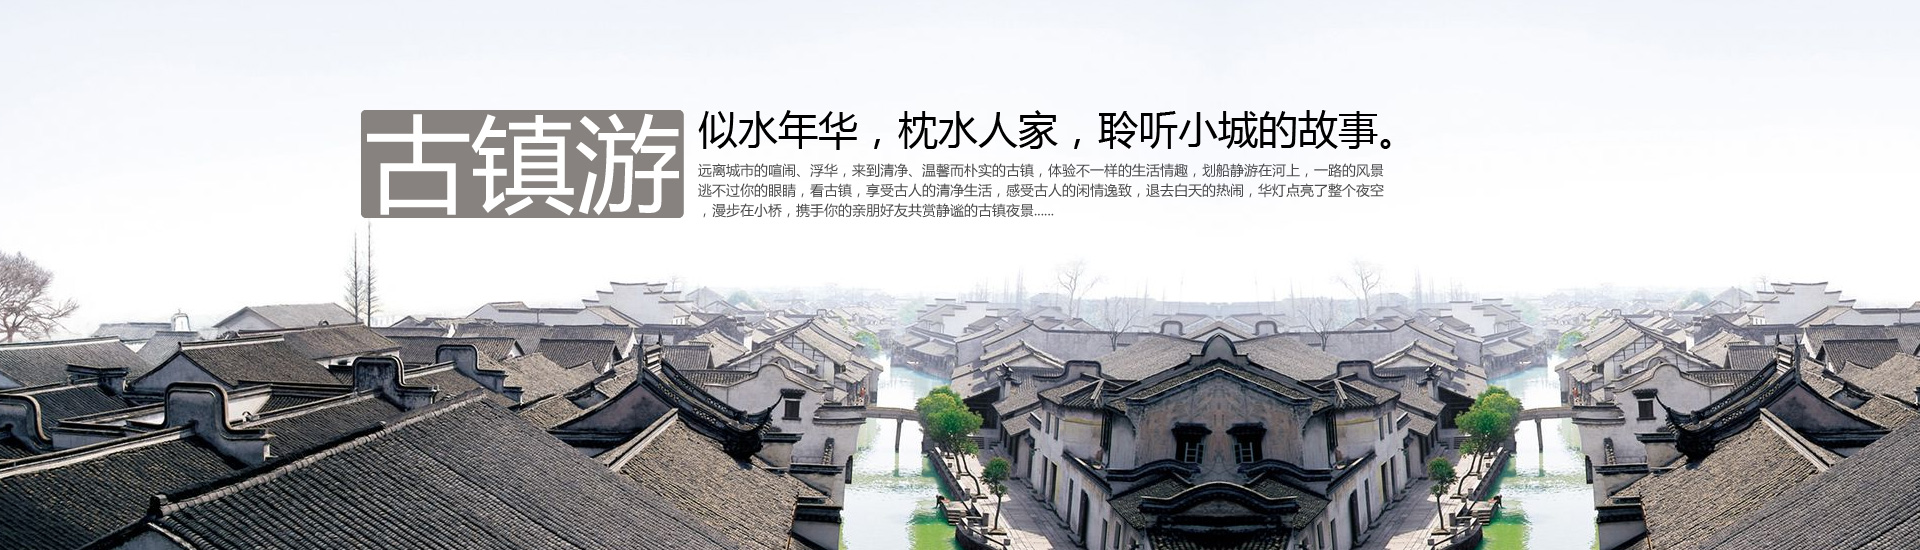 古镇游
似水年华，枕水人家，聆听小城的故事。
远离城市的喧闹、浮华，来到清净、温馨而朴实的古镇，体验不一样的生活情趣，划船静游在河上，一路的风景
逃不过你的眼睛，看古镇，享受古人的清净生活，感受古人的闲情逸致，退去白天的热闹，华灯点亮了整个夜空
，漫步在小桥，携手你的亲朋好友共赏静谧的古镇夜景......